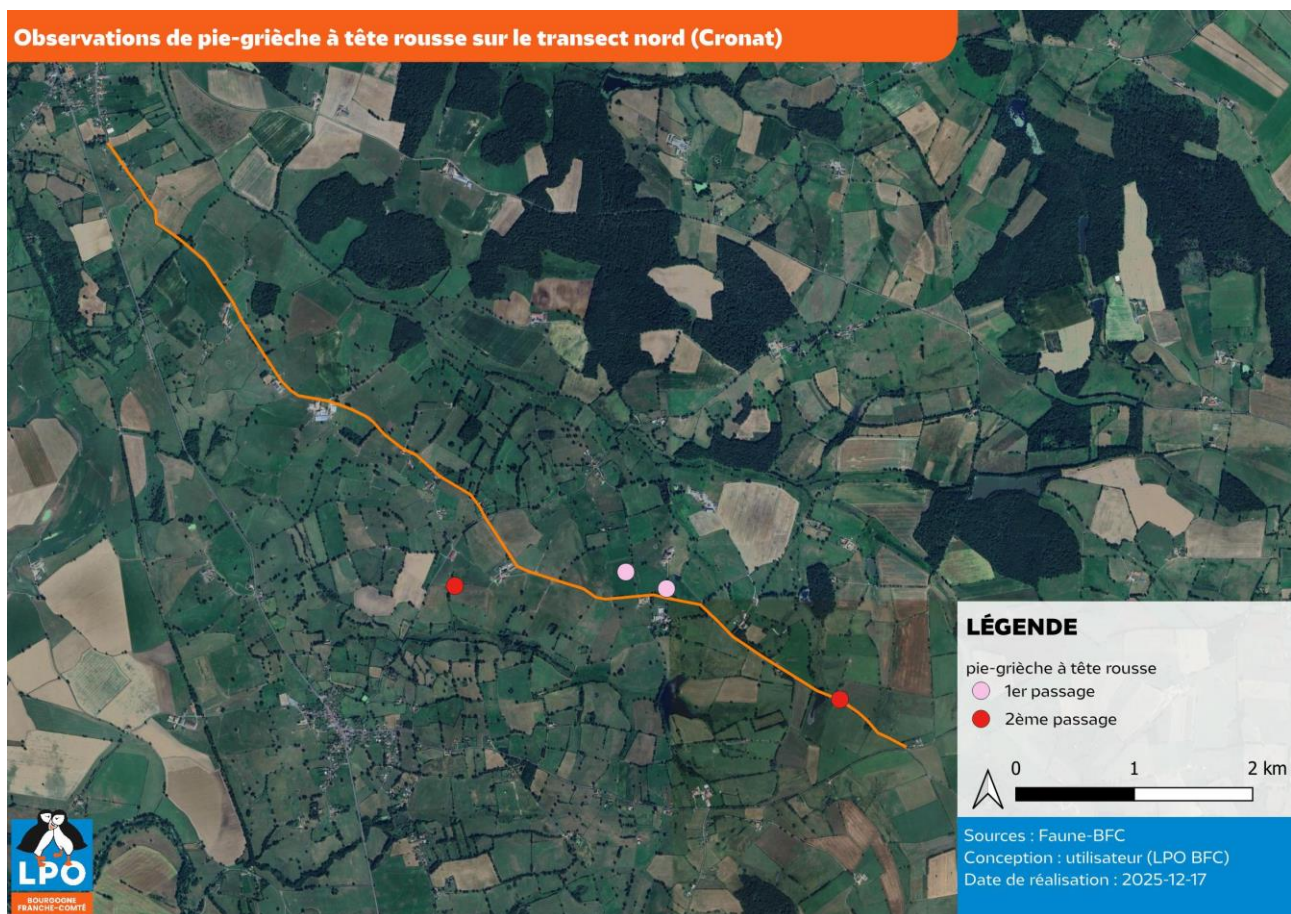 Observations de pie-grièche à tête rousse sur le transect nord (Cronat)
LÉGENDE
pie-grièche à tête rousse
1er passage
2ème passage
0 1 2 km
Sources : Faune-BFC
Conception : utilisateur (LPO BFC)
Date de réalisation : 2025-12-17
LPO
BOURGOGNE
FRANCHE-COMTÉ